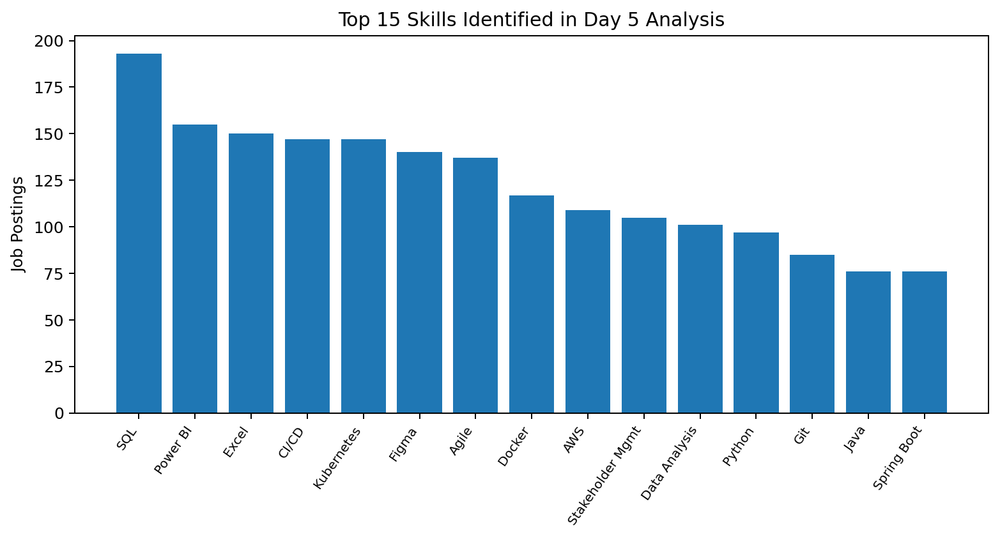 Top 15 Skills Identified in Day 5 Analysis
Job Postings
200
175
150
125
100
75
50
25
0
SQL
Power BI
Excel
CI/CD
Kubernetes
Figma
Agile
Docker
AWS
Stakeholder Mgmt
Data Analysis
Python
Git
Java
Spring Boot